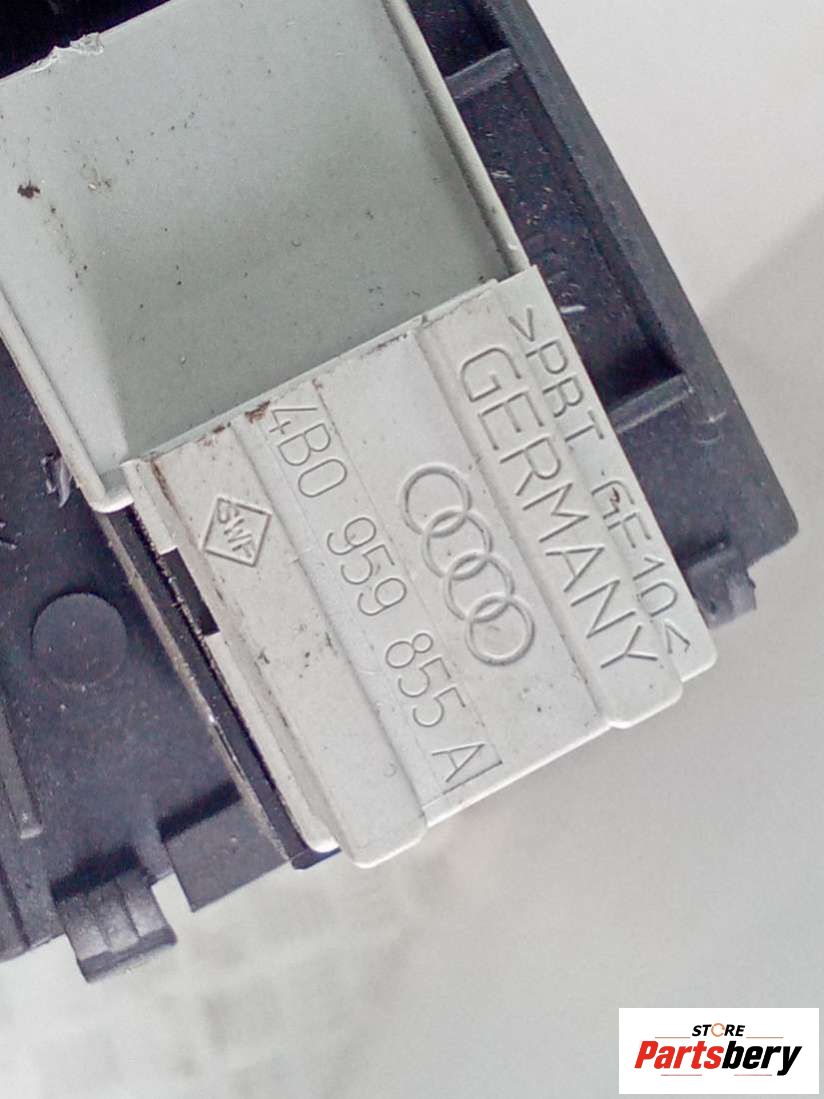 >PBT GF10<
GERMANY
4B0 959 855 A
SWF
STORE
Partsbery